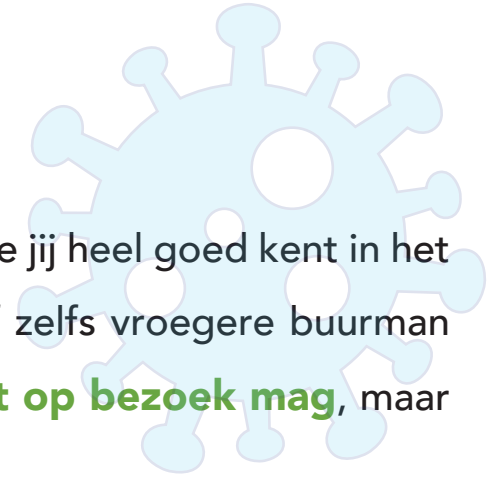 jij heel goed kent in het
zelfs vroegere buurman
op bezoek mag, maar